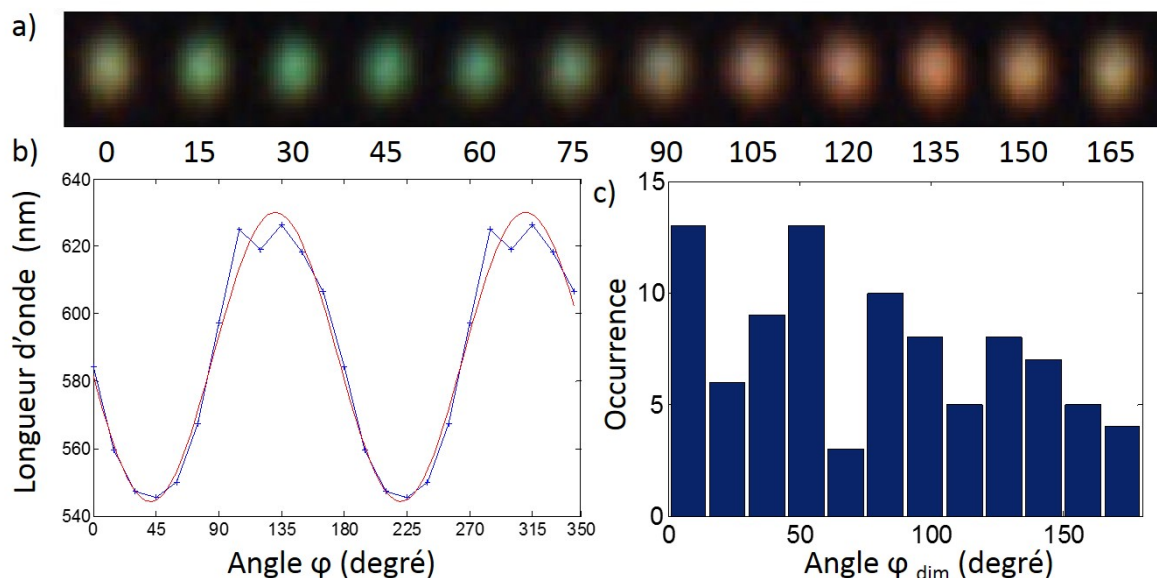 a)
0 15 30 45 60 75 90 105 120 135 150 165
b)
Longueur d'onde (nm)
640
620
600
580
560
540
0 45 90 135 180 225 270 315 350
Angle φ (degré)
c)
Occurrence
15
10
5
0
0 50 100 150
Angle φ dim (degré)